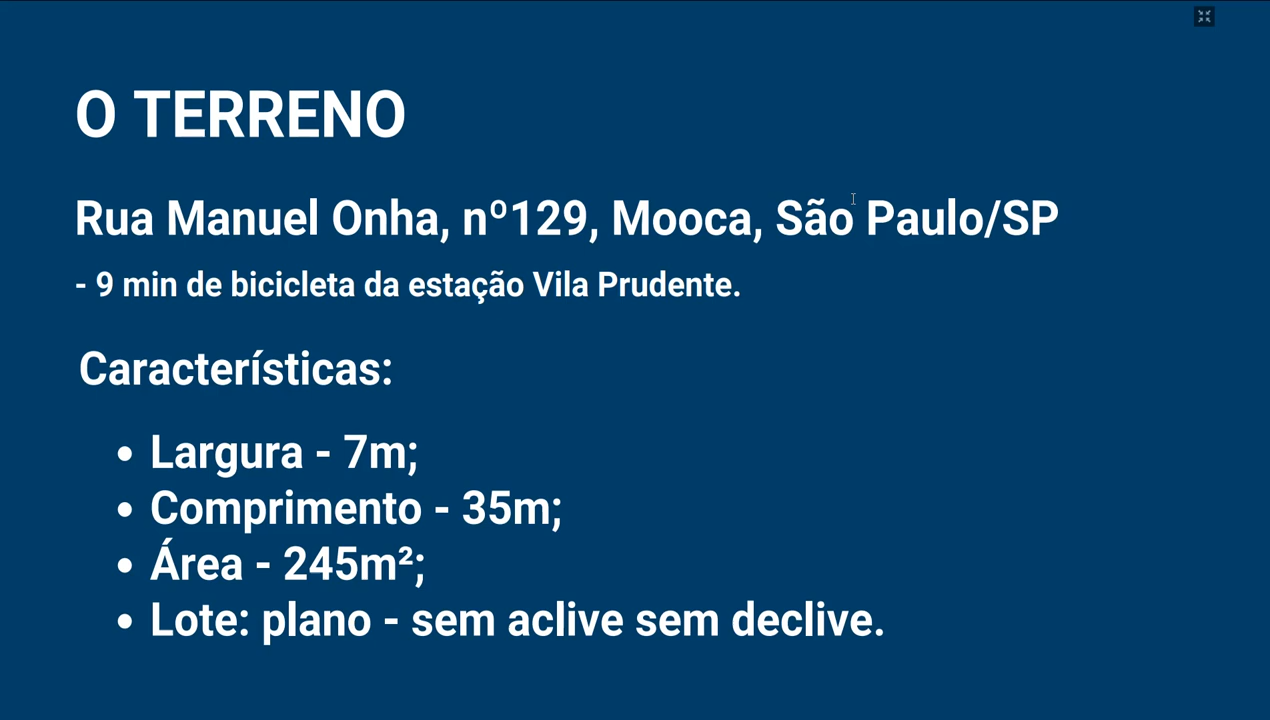 O TERRENO
Rua Manuel Onha, nº129, Mooca, São Paulo/SP
- 9 min de bicicleta da estação Vila Prudente.
Características:
• Largura - 7m;
• Comprimento - 35m;
• Área - 245m²;
• Lote: plano - sem aclive sem declive.